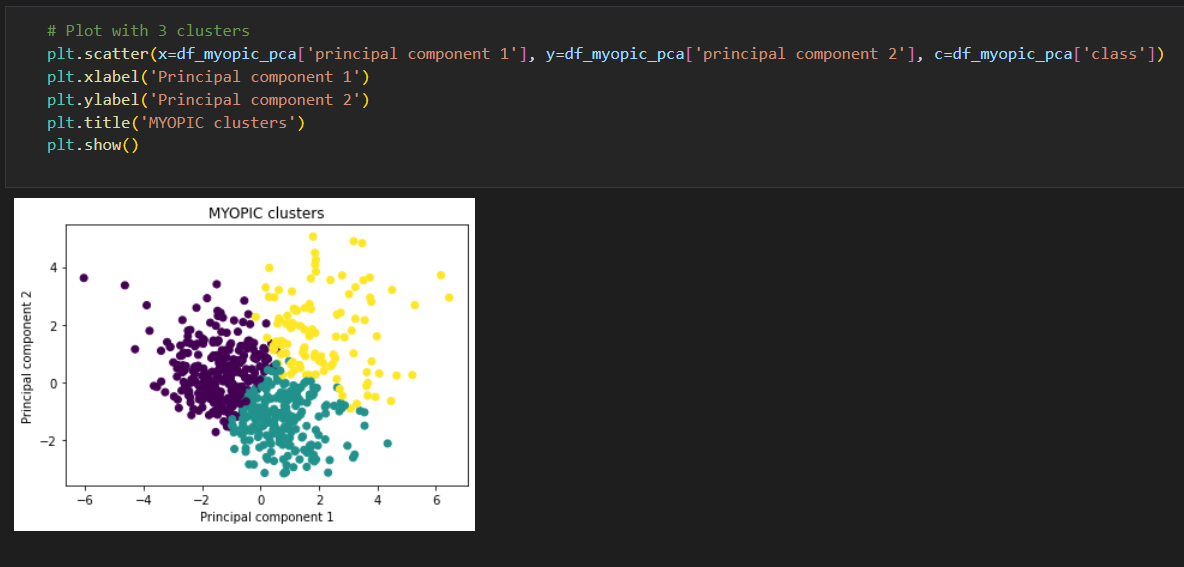 # Plot with 3 clusters
plt.scatter(x=df_myopic_pca['principal component 1'], y=df_myopic_pca['principal component 2'], c=df_myopic_pca['class'])
plt.xlabel('Principal component 1')
plt.ylabel('Principal component 2')
plt.title('MYOPIC clusters')
plt.show()
MYOPIC clusters
Principal component 2
4
2
0
−2
−6 −4 −2 0 2 4 6
Principal component 1